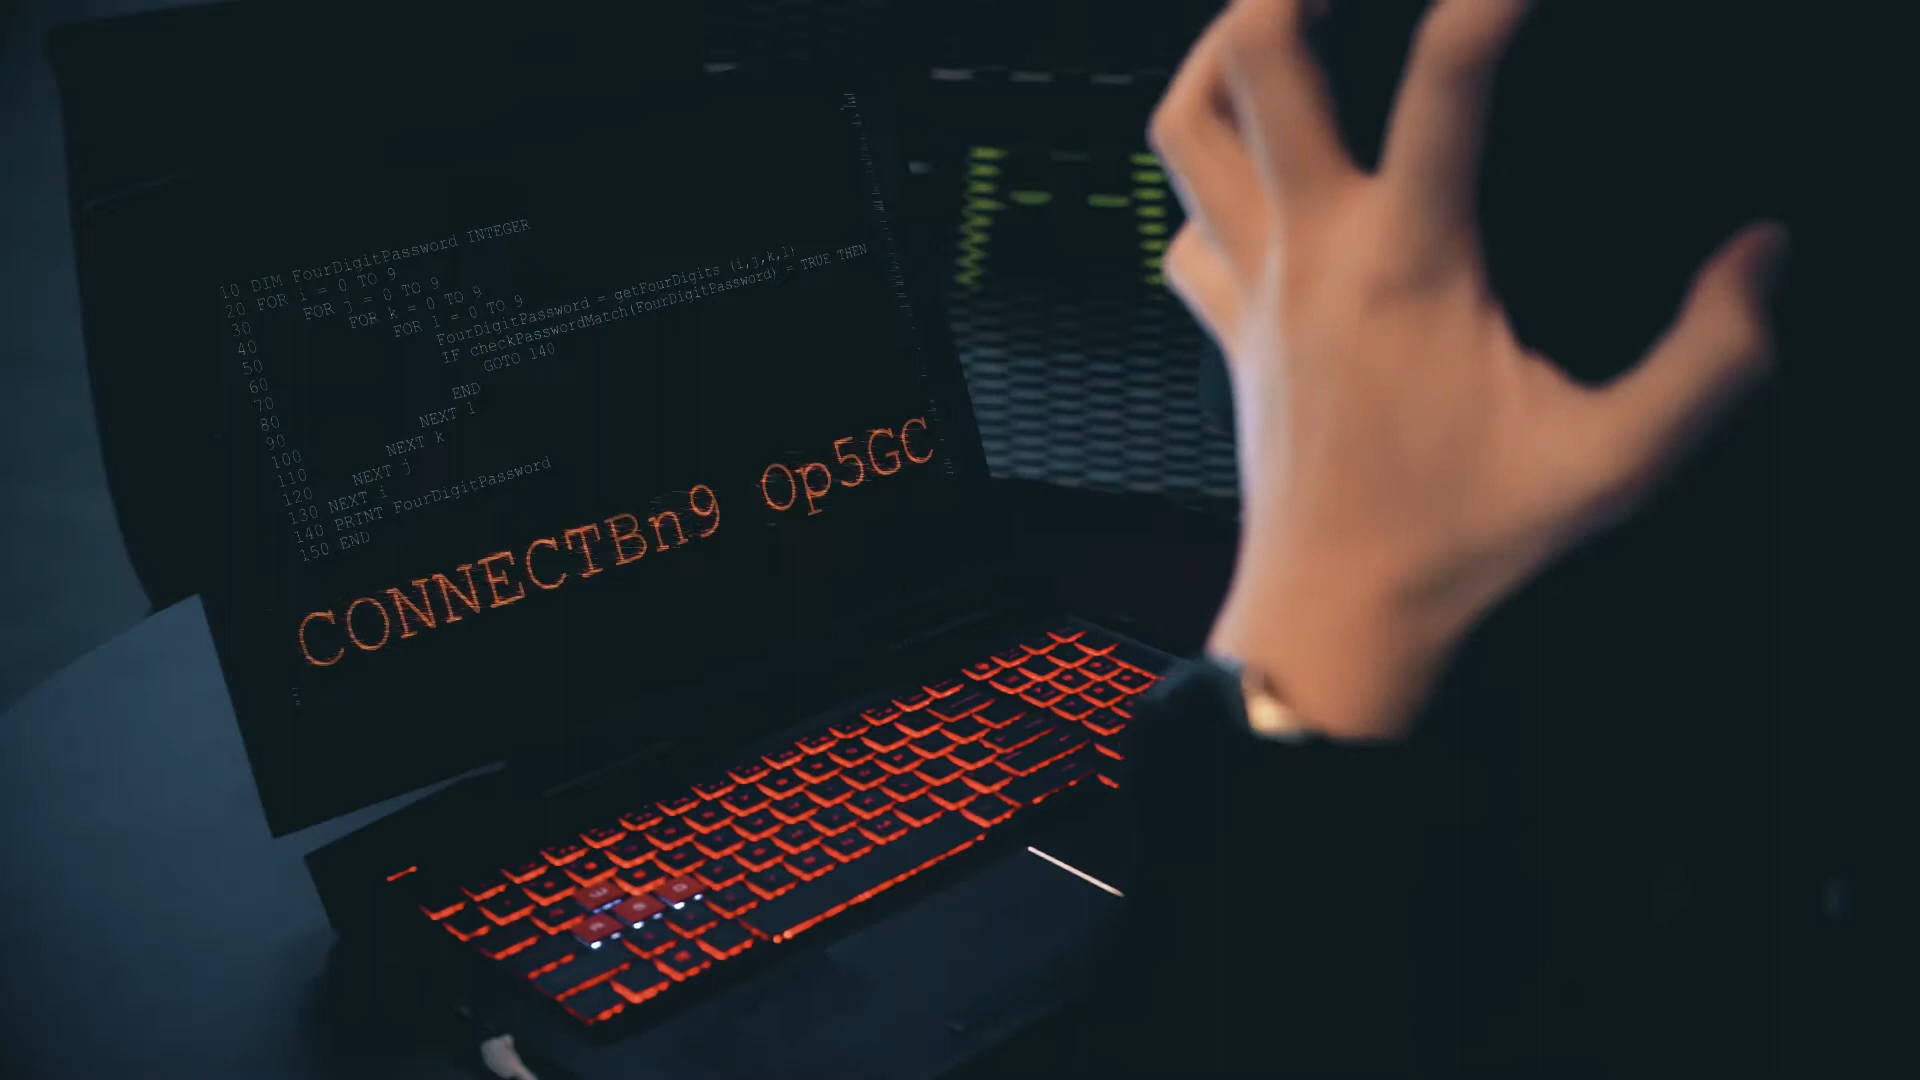 10 DIM FourDigitPassword INTEGER
20 FOR i = 0 TO 9
30 FOR j = 0 TO 9
40 FOR k = 0 TO 9
50 FOR l = 0 TO 9
60 FourDigitPassword = getFourDigits (i,j,k,l)
70 IF checkPasswordMatch(FourDigitPassword) = TRUE THEN
80 GOTO 140
90 END
100 NEXT l
110 NEXT k
120 NEXT j
130 NEXT i
140 PRINT FourDigitPassword
150 END
CONNECTBn9 Op5GC